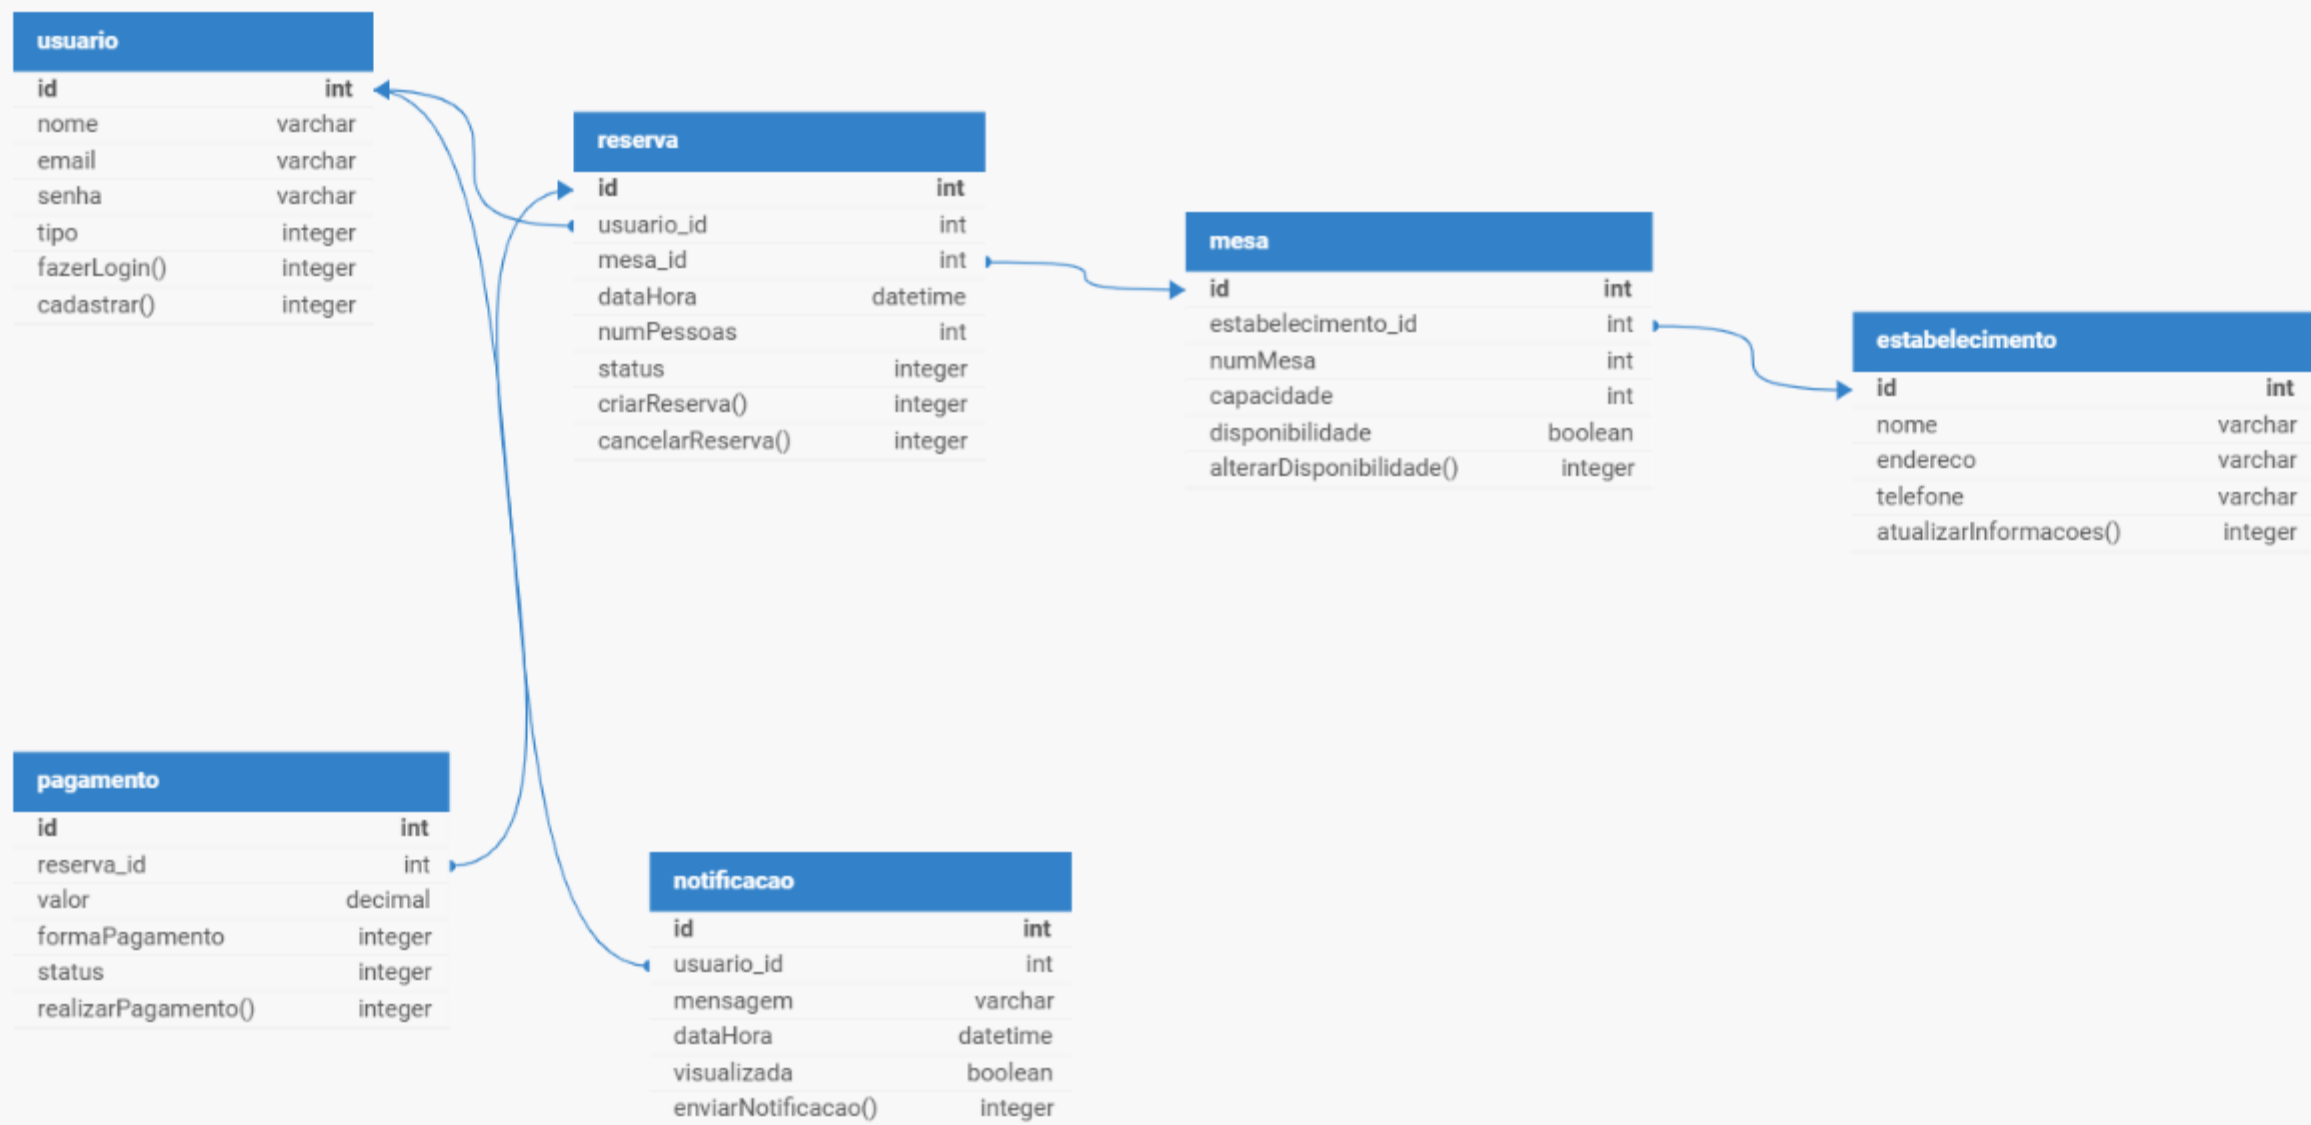 usuario
id int
nome varchar
email varchar
senha varchar
tipo integer
fazerLogin() integer
cadastrar() integer
reserva
id int
usuario_id int
mesa_id int
dataHora datetime
numPessoas int
status integer
criarReserva() integer
cancelarReserva() integer
mesa
id int
estabelecimento_id int
numMesa int
capacidade int
disponibilidade boolean
alterarDisponibilidade() integer
estabelecimento
id int
nome varchar
endereco varchar
telefone varchar
atualizarInformacoes() integer
pagamento
id int
reserva_id int
valor decimal
formaPagamento integer
status integer
realizarPagamento() integer
notificacao
id int
usuario_id int
mensagem varchar
dataHora datetime
visualizada boolean
enviarNotificacao() integer